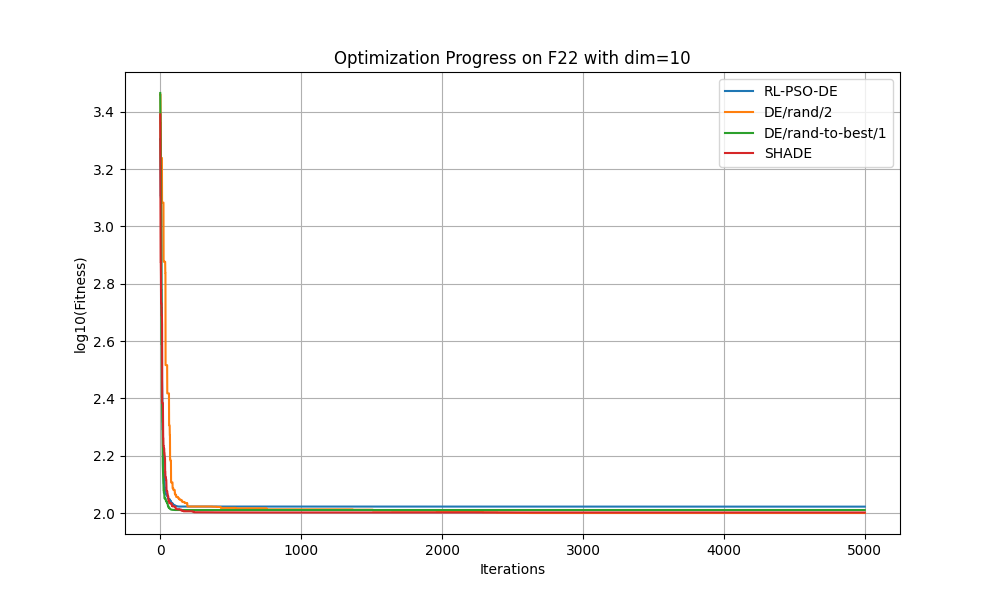 Optimization Progress on F22 with dim=10
RL-PSO-DE
DE/rand/2
DE/rand-to-best/1
SHADE
log10(Fitness)
3.4
3.2
3.0
2.8
2.6
2.4
2.2
2.0
0 1000 2000 3000 4000 5000
Iterations